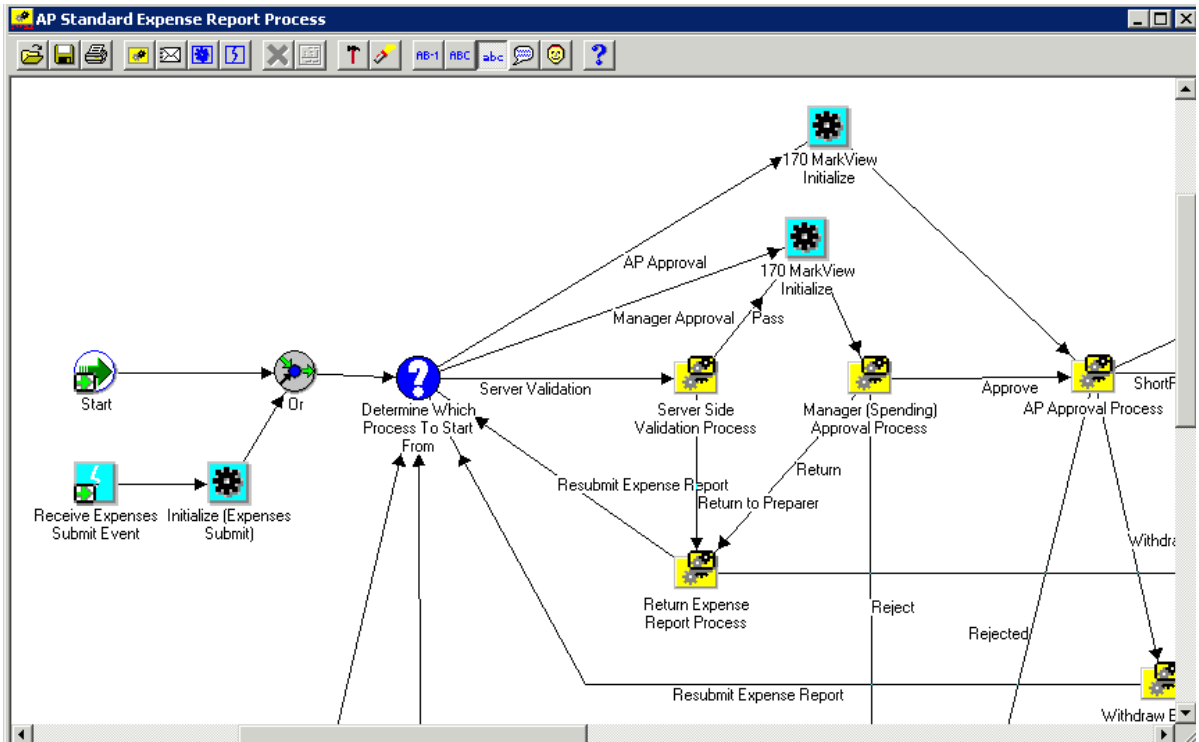 AP Standard Expense Report Process
AB-1 ABC abc
170 MarkView
Initialize
AP Approval
170 MarkView
Initialize
Manager Approval
Pass
Start
Or
Server Validation
Approve
Determine Which
Process To Start
From
Server Side
Validation Process
Manager (Spending)
Approval Process
AP Approval Process
Receive Expenses
Submit Event
Initialize (Expenses
Submit)
Resubmit Expense Report
Return
Return to Preparer
Return Expense
Report Process
Reject
Rejected
Resubmit Expense Report